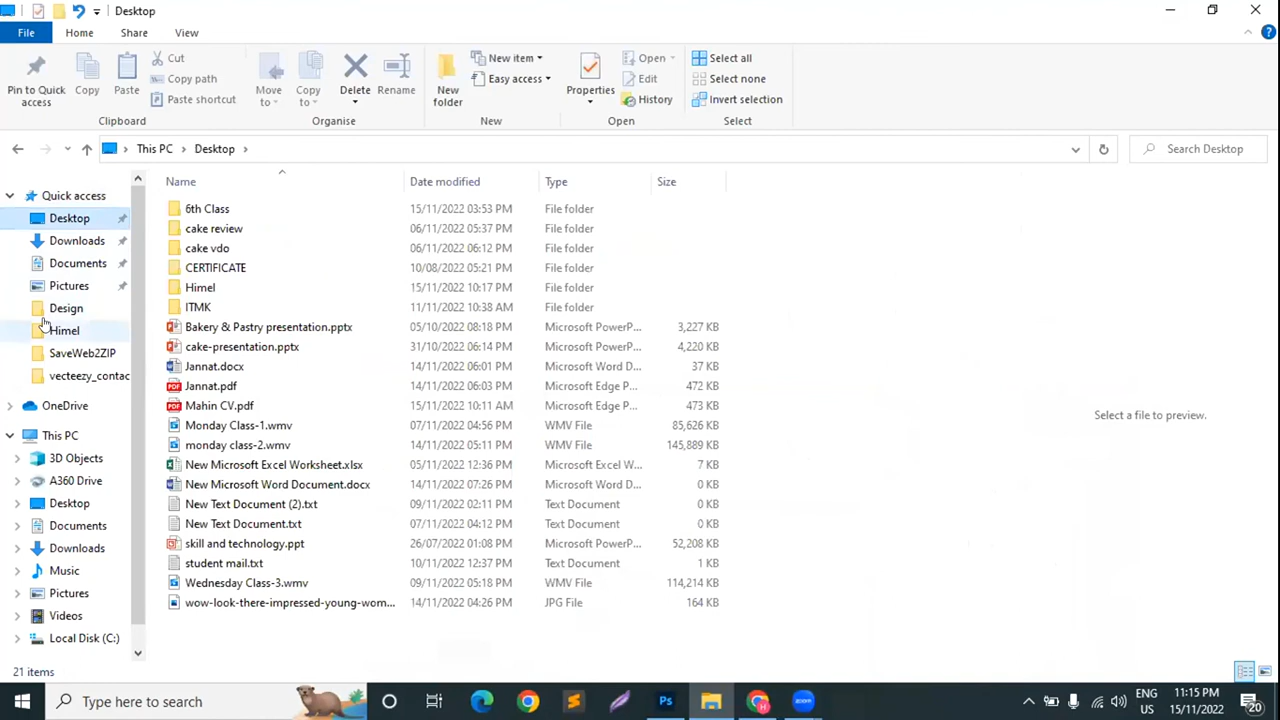 Desktop
File Home Share View
Pin to Quick access
Copy
Paste
Cut
Copy path
Paste shortcut
Clipboard
Move to
Copy to
Delete
Rename
Organise
New folder
New item
Easy access
New
Properties
Open
Edit
History
Open
Select all
Select none
Invert selection
Select
This PC > Desktop >
Search Desktop
Quick access
Desktop
Downloads
Documents
Pictures
Design
Himel
SaveWeb2ZIP
vecteezy_contac
OneDrive
This PC
3D Objects
A360 Drive
Desktop
Documents
Downloads
Music
Pictures
Videos
Local Disk (C:)
Name Date modified Type Size
6th Class 15/11/2022 03:53 PM File folder
cake review 06/11/2022 05:37 PM File folder
cake vdo 06/11/2022 06:12 PM File folder
CERTIFICATE 10/08/2022 05:21 PM File folder
Himel 15/11/2022 10:17 PM File folder
ITMK 11/11/2022 10:38 AM File folder
Bakery & Pastry presentation.pptx 05/10/2022 08:18 PM Microsoft PowerP... 3,227 KB
cake-presentation.pptx 31/10/2022 06:14 PM Microsoft PowerP... 4,220 KB
Jannat.docx 14/11/2022 06:01 PM Microsoft Word D... 37 KB
Jannat.pdf 14/11/2022 06:03 PM Microsoft Edge P... 472 KB
Mahin CV.pdf 15/11/2022 10:11 AM Microsoft Edge P... 473 KB
Monday Class-1.wmv 07/11/2022 04:56 PM WMV File 85,626 KB
monday class-2.wmv 14/11/2022 05:11 PM WMV File 145,889 KB
New Microsoft Excel Worksheet.xlsx 05/11/2022 12:36 PM Microsoft Excel W... 7 KB
New Microsoft Word Document.docx 14/11/2022 07:26 PM Microsoft Word D... 0 KB
New Text Document (2).txt 09/11/2022 02:11 PM Text Document 0 KB
New Text Document.txt 07/11/2022 04:12 PM Text Document 0 KB
skill and technology.ppt 26/07/2022 01:08 PM Microsoft PowerP... 52,208 KB
student mail.txt 10/11/2022 12:37 PM Text Document 1 KB
Wednesday Class-3.wmv 09/11/2022 05:18 PM WMV File 114,214 KB
wow-look-there-impressed-young-wom... 14/11/2022 04:26 PM JPG File 164 KB
Select a file to preview.
21 items
Type here to search
Ps
zoom
ENG
US
11:15 PM
15/11/2022
20